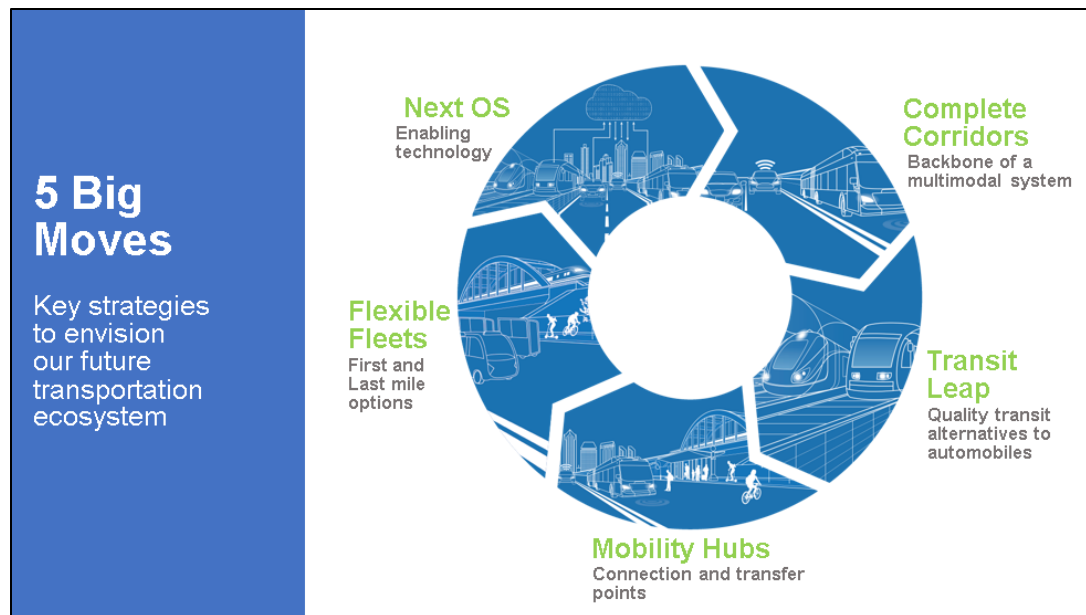 5 Big
Moves
Key strategies
to envision
our future
transportation
ecosystem
Next OS
Enabling
technology
Complete
Corridors
Backbone of a
multimodal system
Flexible
Fleets
First and
Last mile
options
Transit
Leap
Quality transit
alternatives to
automobiles
Mobility Hubs
Connection and transfer
points